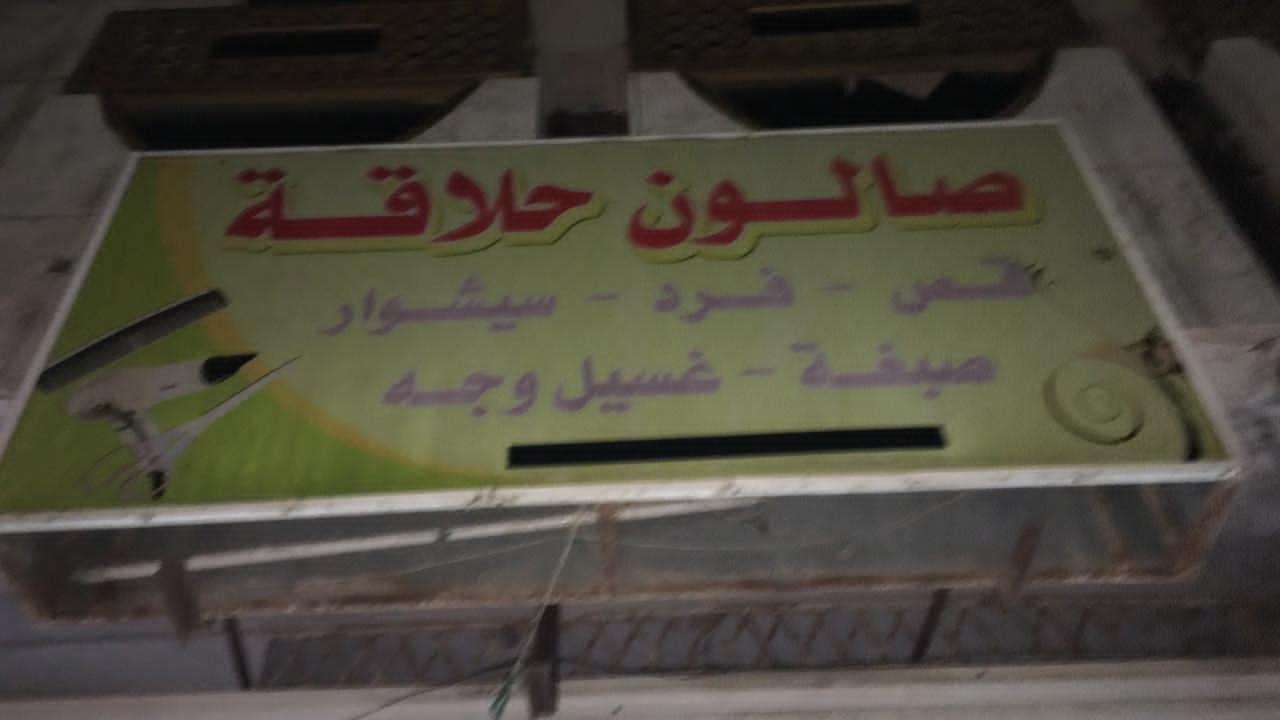 صالون حلاقة
قص - فرد - سيشوار
صبغة - غسيل وجه